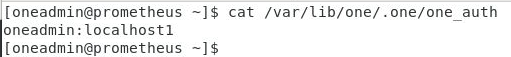 [oneadmin@prometheus ~]$ cat /var/lib/one/.one/one_auth
oneadmin:localhost1
[oneadmin@prometheus ~]$